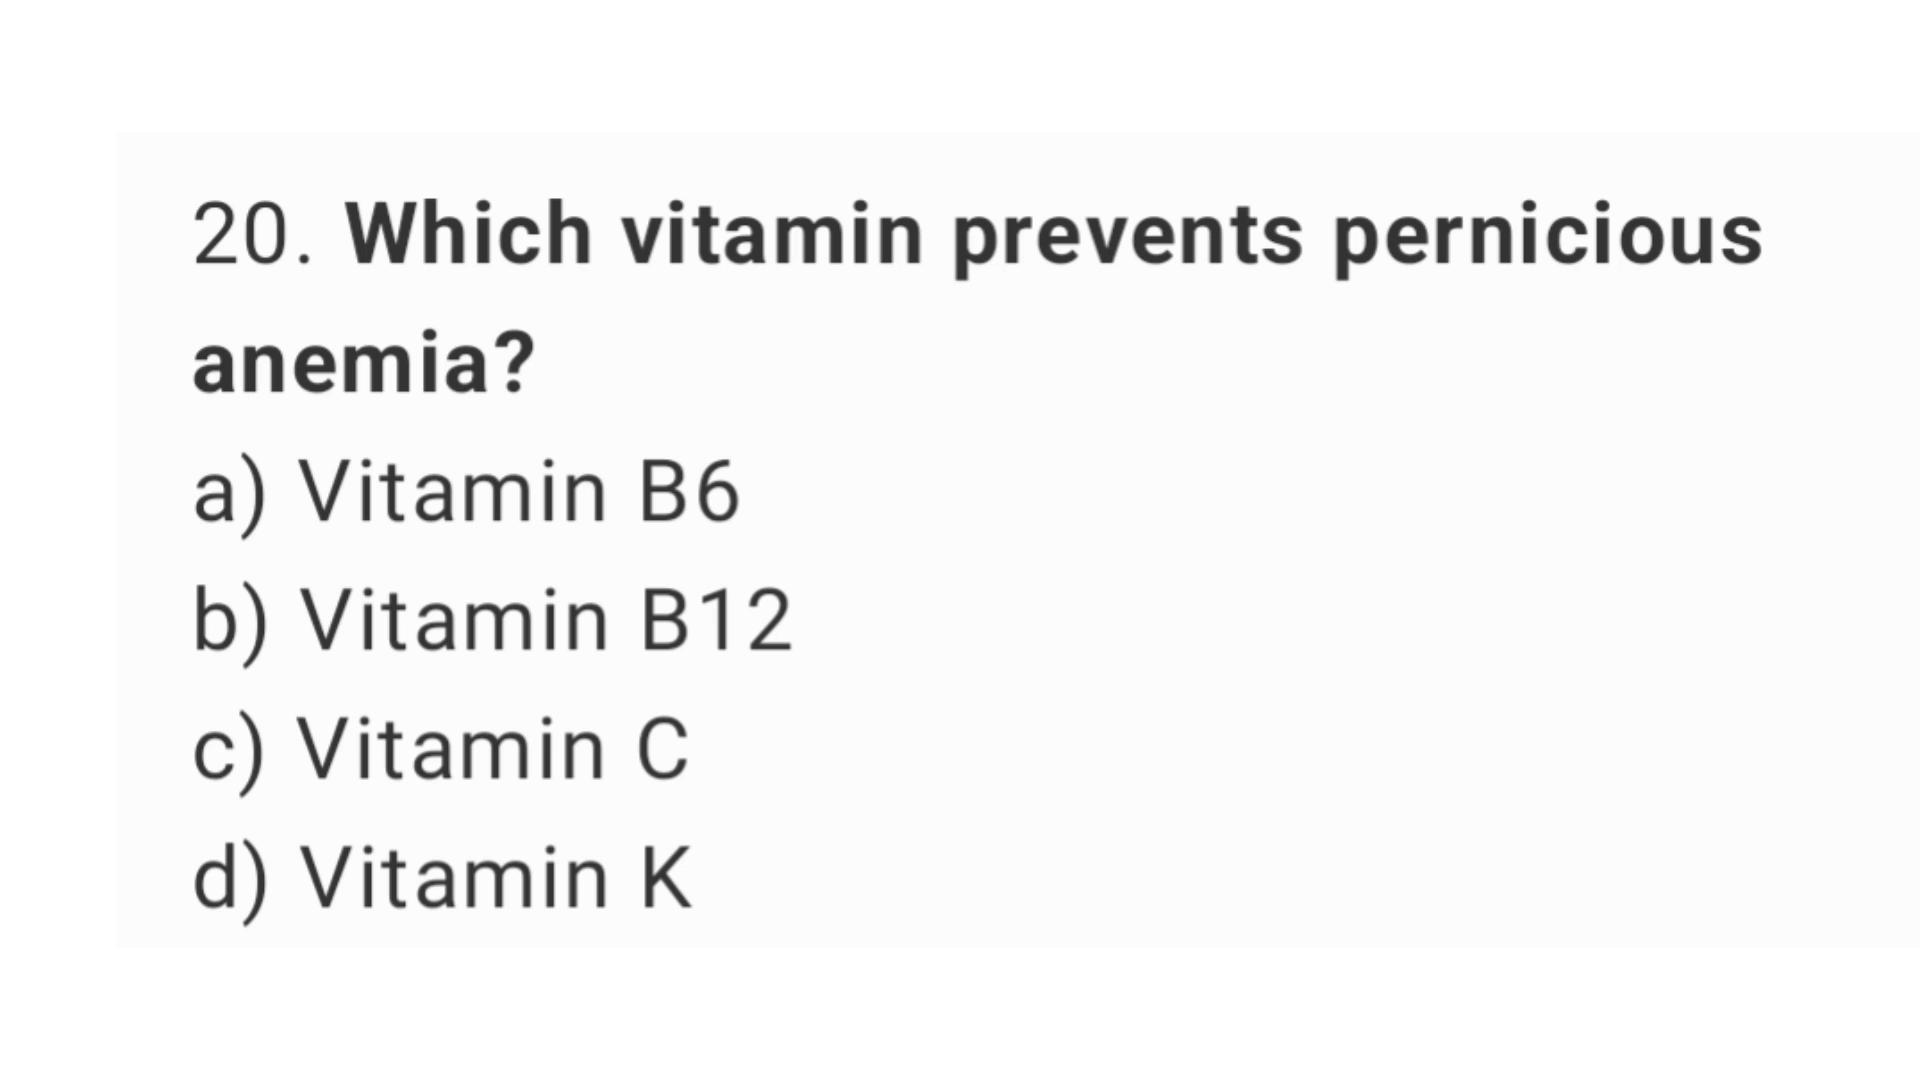 20. Which vitamin prevents pernicious
anemia?
a) Vitamin B6
b) Vitamin B12
c) Vitamin C
d) Vitamin K